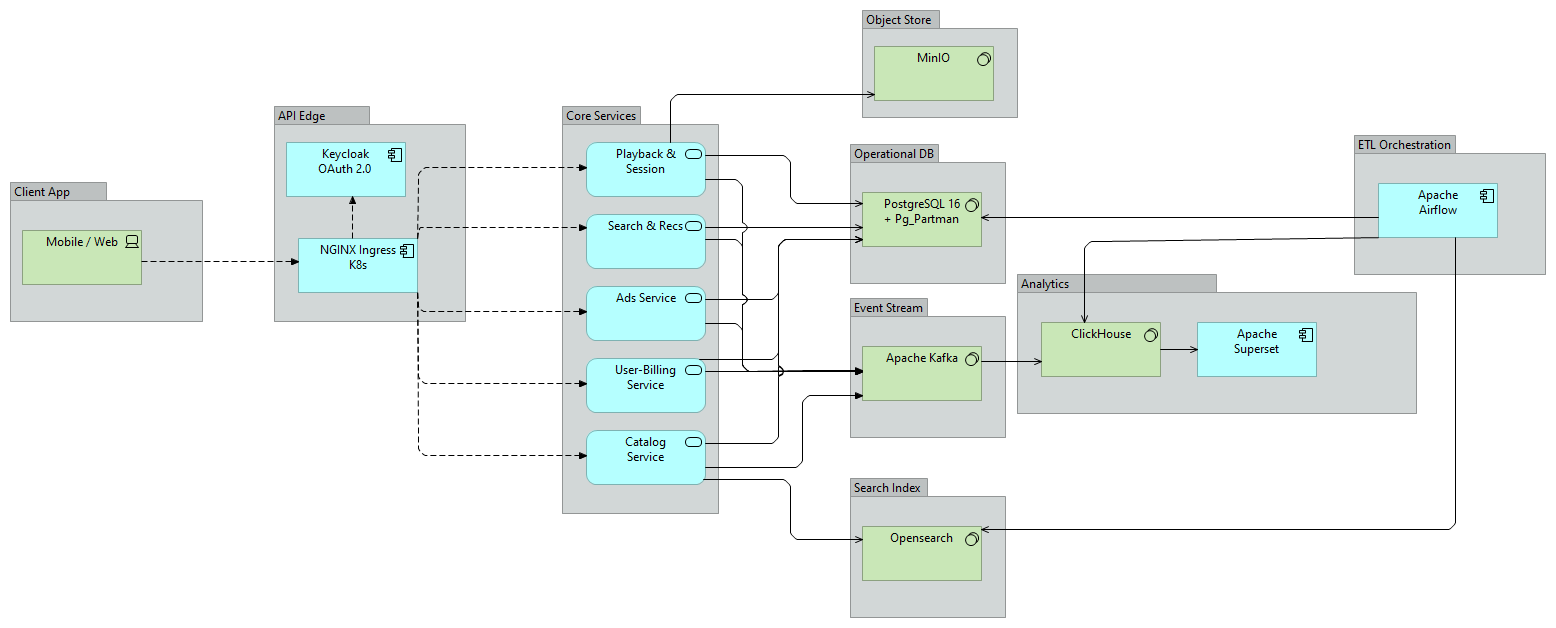 Client App
Mobile / Web
API Edge
Keycloak
OAuth 2.0
NGINX Ingress
K8s
Core Services
Playback &
Session
Search & Recs
Ads Service
User-Billing
Service
Catalog
Service
Object Store
MinIO
Operational DB
PostgreSQL 16
+ Pg_Partman
Event Stream
Apache Kafka
Search Index
Opensearch
Analytics
ClickHouse
Apache
Superset
ETL Orchestration
Apache
Airflow